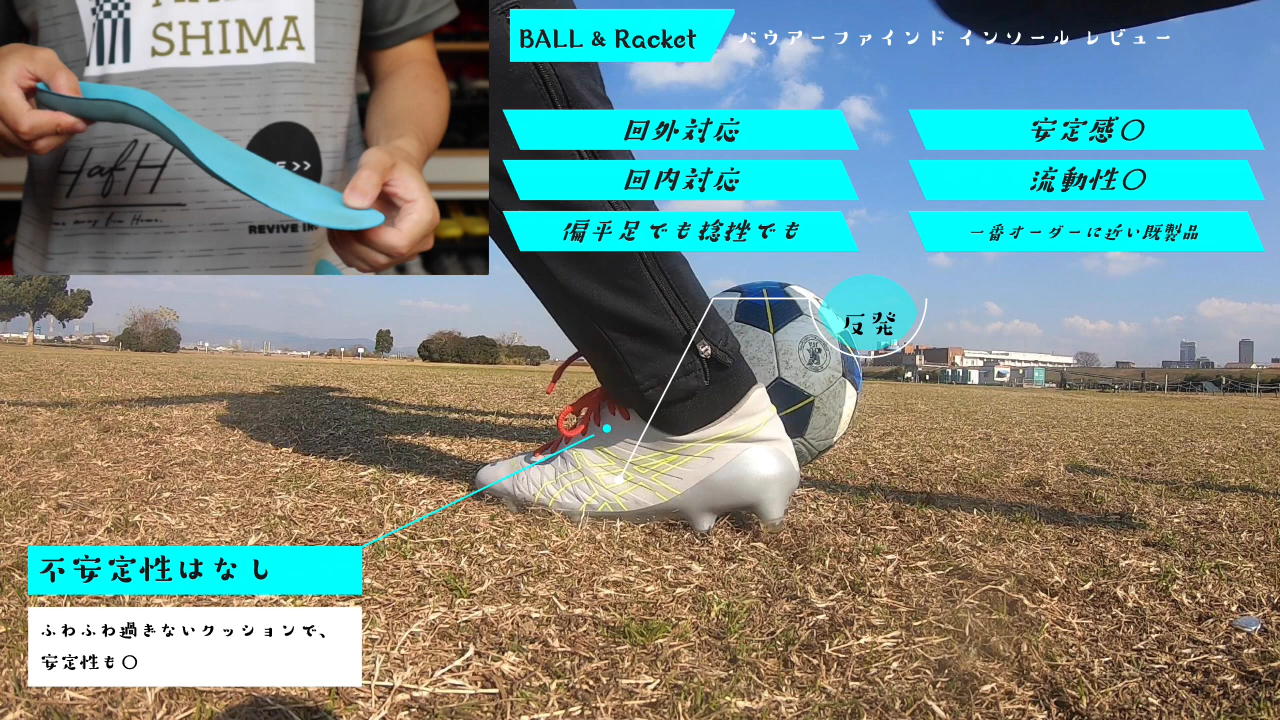 SHIMA
HafH
REVIVE IN
BALL & Racket
バウアーファインド インソール レビュー
回外対応
安定感〇
回内対応
流動性〇
偏平足でも捻挫でも
一番オーダーに近い既製品
反発
不安定性はなし
ふわふわ過ぎないクッションで、
安定性も〇